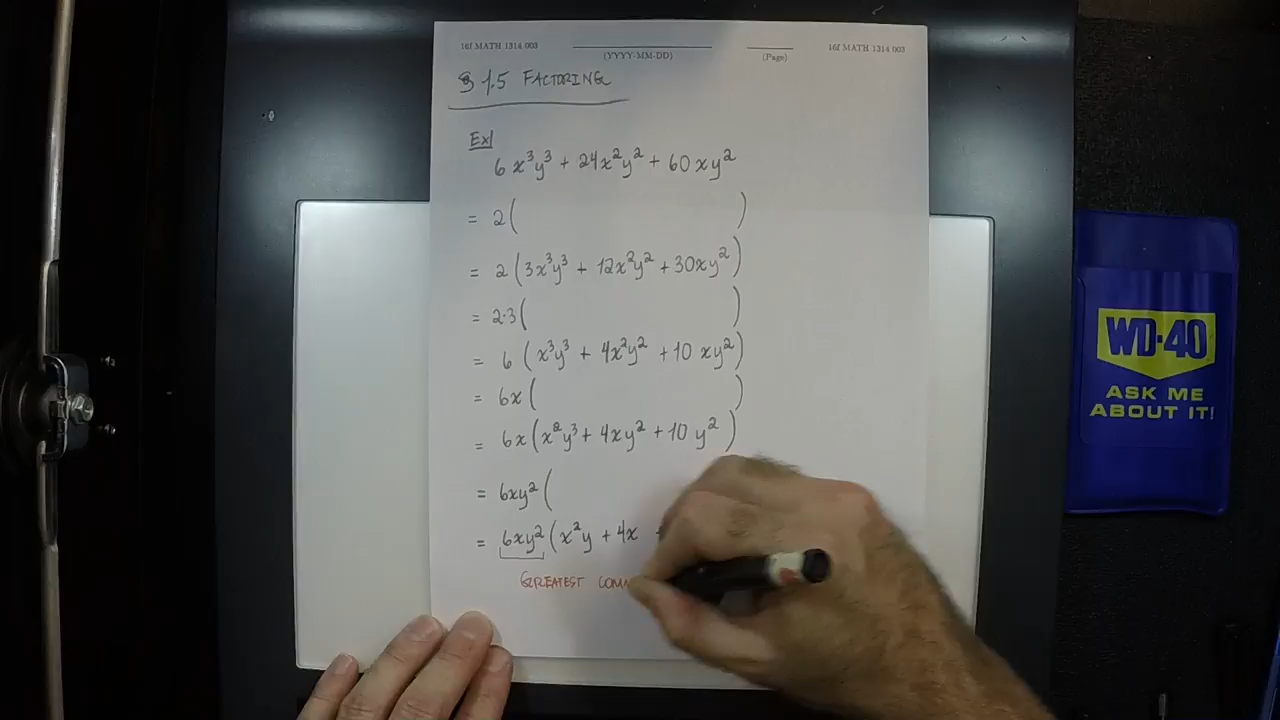 16f MATH 1314 003 (YYYY-MM-DD) (Page) 16f MATH 1314 003
§ 1.5 FACTORING
Ex1
6x³y³ + 24x²y² + 60xy²
= 2( )
= 2(3x³y³ + 12x²y² + 30xy²)
= 2·3( )
= 6(x³y³ + 4x²y² + 10xy²)
= 6x( )
= 6x(x²y³ + 4xy² + 10y²)
= 6xy²(
= 6xy²(x²y + 4x
GREATEST
WD-40
ASK ME
ABOUT IT!